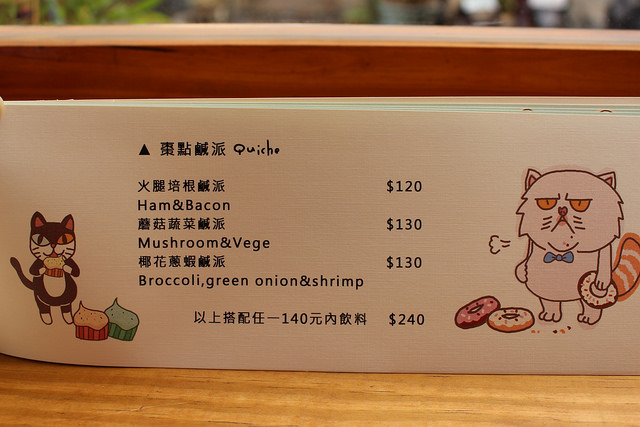 ▲ 棗點鹹派 Quiche
火腿培根鹹派 $120
Ham&Bacon
蘑菇蔬菜鹹派 $130
Mushroom&Vege
椰花蔥蝦鹹派 $130
Broccoli,green onion&shrimp
以上搭配任一140元內飲料 $240